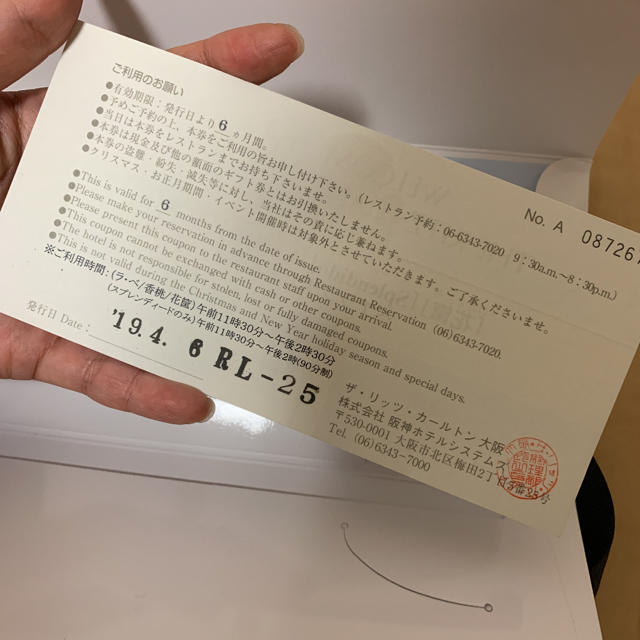 No. A 08726
ご利用のお願い
●有効期限：発行日より6ヵ月間。
●予めご予約の上、本券をご利用の旨お申し付け下さい。(レストラン予約：06-6343-7020 9：30a.m.～8：30p.m.)
●当日は本券をレストランまでお持ち下さいませ。
●本券は現金及び他の額面のギフト券とはお引換いたしません。
●本券の盗難・紛失・滅失等に対し、当社はその責に応じ兼ねます。
●クリスマス・お正月期間・イベント開催時は対象外とさせていただきます。ご了承くださいませ。
●This is valid for 6 months from the date of issue.
●Please make your reservation in advance through Restaurant Reservation (06)6343-7020.
●Please present this coupon to the restaurant staff upon your arrival.
●This coupon cannot be exchanged with cash or other coupons.
●The hotel is not responsible for stolen, lost or fully damaged coupons.
●This is not valid during the Christmas and New Year holiday season and special days.
※ご利用時間：(ラ・ベ/香桃/花筐)午前11時30分～午後2時30分
(スプレンディードのみ)午前11時30分～午後2時(90分制)
発行日 Date：
'19.4. 6 RL-25
ザ・リッツ・カールトン大阪
株式会社 阪神ホテルシステムズ
〒530-0001 大阪市北区梅田2丁目5番25号
Tel. (06)6343-7000